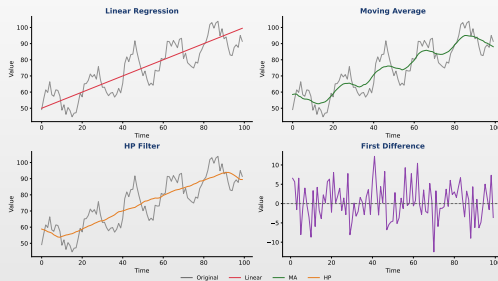 Linear Regression
Moving Average
Value
100
90
80
70
60
50
0
20
40
60
80
100
Time
Value
100
90
80
70
60
50
0
20
40
60
80
100
Time
HP Filter
First Difference
Value
100
90
80
70
60
50
0
20
40
60
80
100
Time
Value
10
5
0
−5
−10
0
20
40
60
80
100
Time
Original
Linear
MA
HP